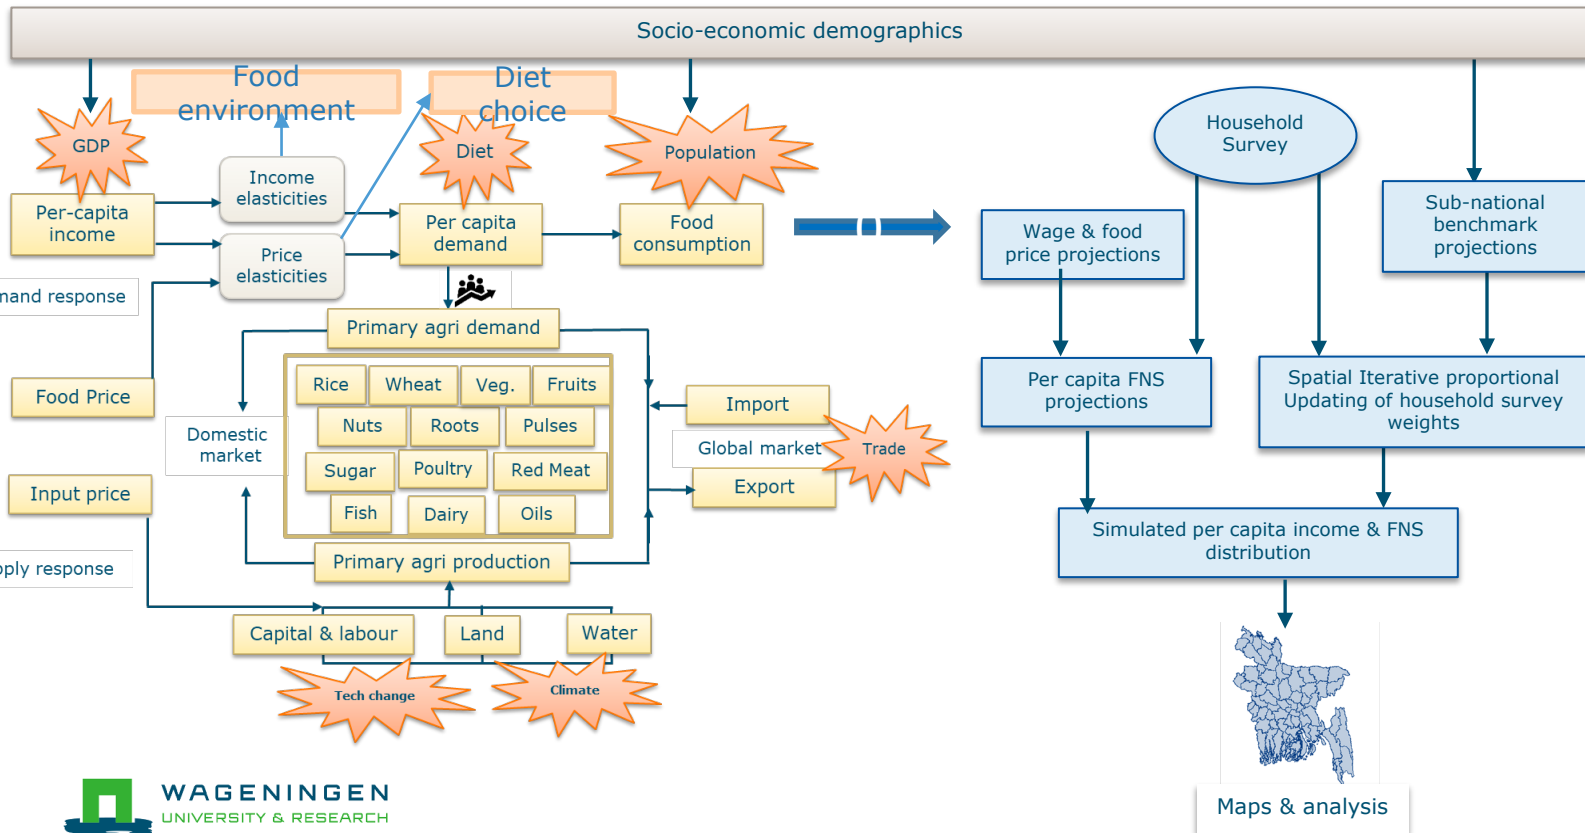 Socio-economic demographics
Food
environment
Diet
choice
GDP
Diet
Population
Household
Survey
Income
elasticities
Per-capita
income
Per capita
demand
Food
consumption
Price
elasticities
Wage & food
price projections
Sub-national
benchmark
projections
mand response
Primary agri demand
Food Price
Rice
Wheat
Veg.
Fruits
Nuts
Roots
Pulses
Sugar
Poultry
Red Meat
Fish
Dairy
Oils
Domestic
market
Import
Global market
Trade
Export
Per capita FNS
projections
Spatial Iterative proportional
Updating of household survey
weights
Input price
Primary agri production
pply response
Simulated per capita income & FNS
distribution
Capital & labour
Land
Water
Tech change
Climate
WAGENINGEN
UNIVERSITY & RESEARCH
Maps & analysis